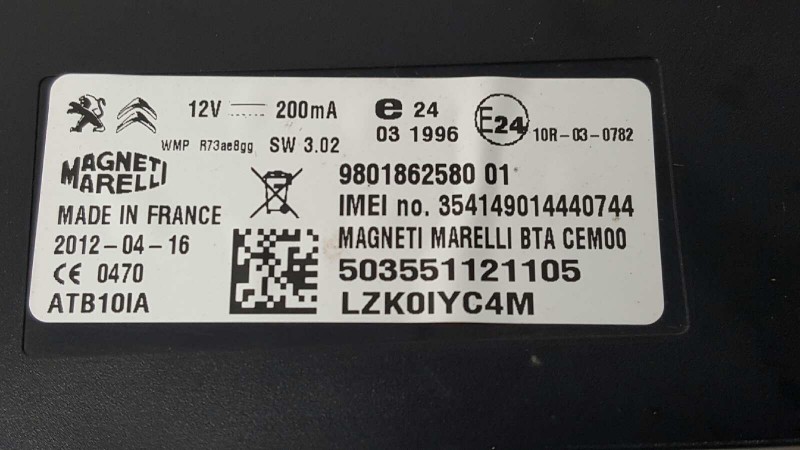 12V 200mA e 24
03 1996 E24 10R-03-0782
WMP R73ae8gg SW 3.02
MAGNETI MARELLI
9801862580 01
MADE IN FRANCE
IMEI no. 354149014440744
2012-04-16
MAGNETI MARELLI BTA CEM00
CE 0470
503551121105
ATB10IA
LZK0IYC4M